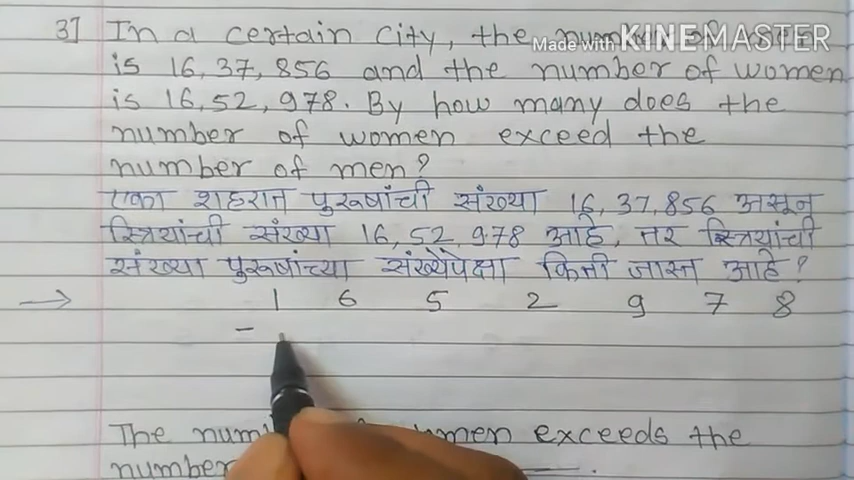 3] In a certain city, the number of men
Made with KINEMASTER
is 16,37,856 and the number of women
is 16,52,978. By how many does the
number of women exceed the
number of men?
एका शहरात पुरूषांची संख्या 16,37,856 असून
स्त्रियांची संख्या 16,52,978 आहे, तर स्त्रियांची
संख्या पुरूषांच्या संख्येपेक्षा किती जास्त आहे?
→ 1 6 5 2 9 7 8
-
The exceeds the
number